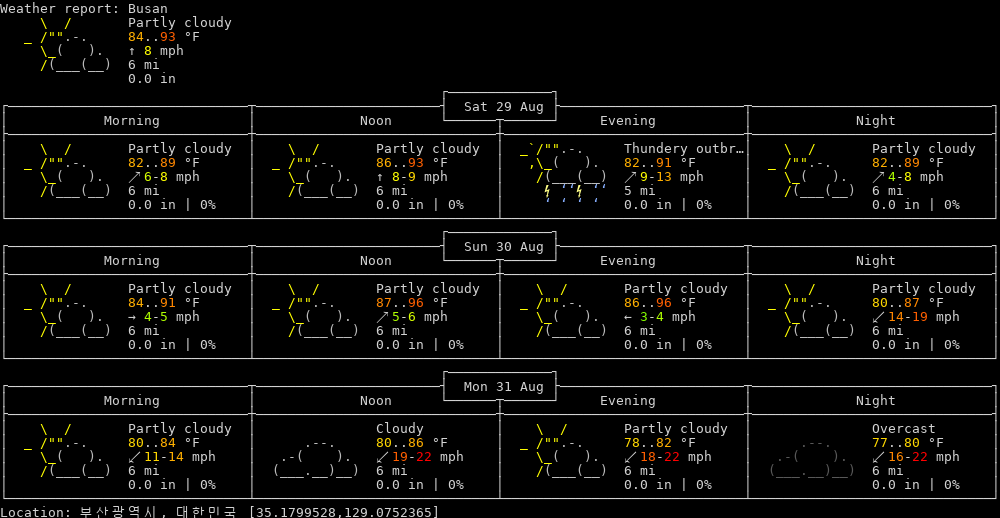 Weather report: Busan
Partly cloudy
84..93 °F
↑ 8 mph
6 mi
0.0 in
Sat 29 Aug
Morning Noon Evening Night
Partly cloudy Partly cloudy Thundery outbr… Partly cloudy
82..89 °F 86..93 °F 82..91 °F 82..89 °F
↗ 6-8 mph ↑ 8-9 mph ↗ 9-13 mph ↗ 4-8 mph
6 mi 6 mi 5 mi 6 mi
0.0 in | 0% 0.0 in | 0% 0.0 in | 0% 0.0 in | 0%
Sun 30 Aug
Morning Noon Evening Night
Partly cloudy Partly cloudy Partly cloudy Partly cloudy
84..91 °F 87..96 °F 86..96 °F 80..87 °F
→ 4-5 mph ↗ 5-6 mph ← 3-4 mph ↙ 14-19 mph
6 mi 6 mi 6 mi 6 mi
0.0 in | 0% 0.0 in | 0% 0.0 in | 0% 0.0 in | 0%
Mon 31 Aug
Morning Noon Evening Night
Partly cloudy Cloudy Partly cloudy Overcast
80..84 °F 80..86 °F 78..82 °F 77..80 °F
↙ 11-14 mph ↙ 19-22 mph ↙ 18-22 mph ↙ 16-22 mph
6 mi 6 mi 6 mi 6 mi
0.0 in | 0% 0.0 in | 0% 0.0 in | 0% 0.0 in | 0%
Location: 부산광역시, 대한민국 [35.1799528,129.0752365]